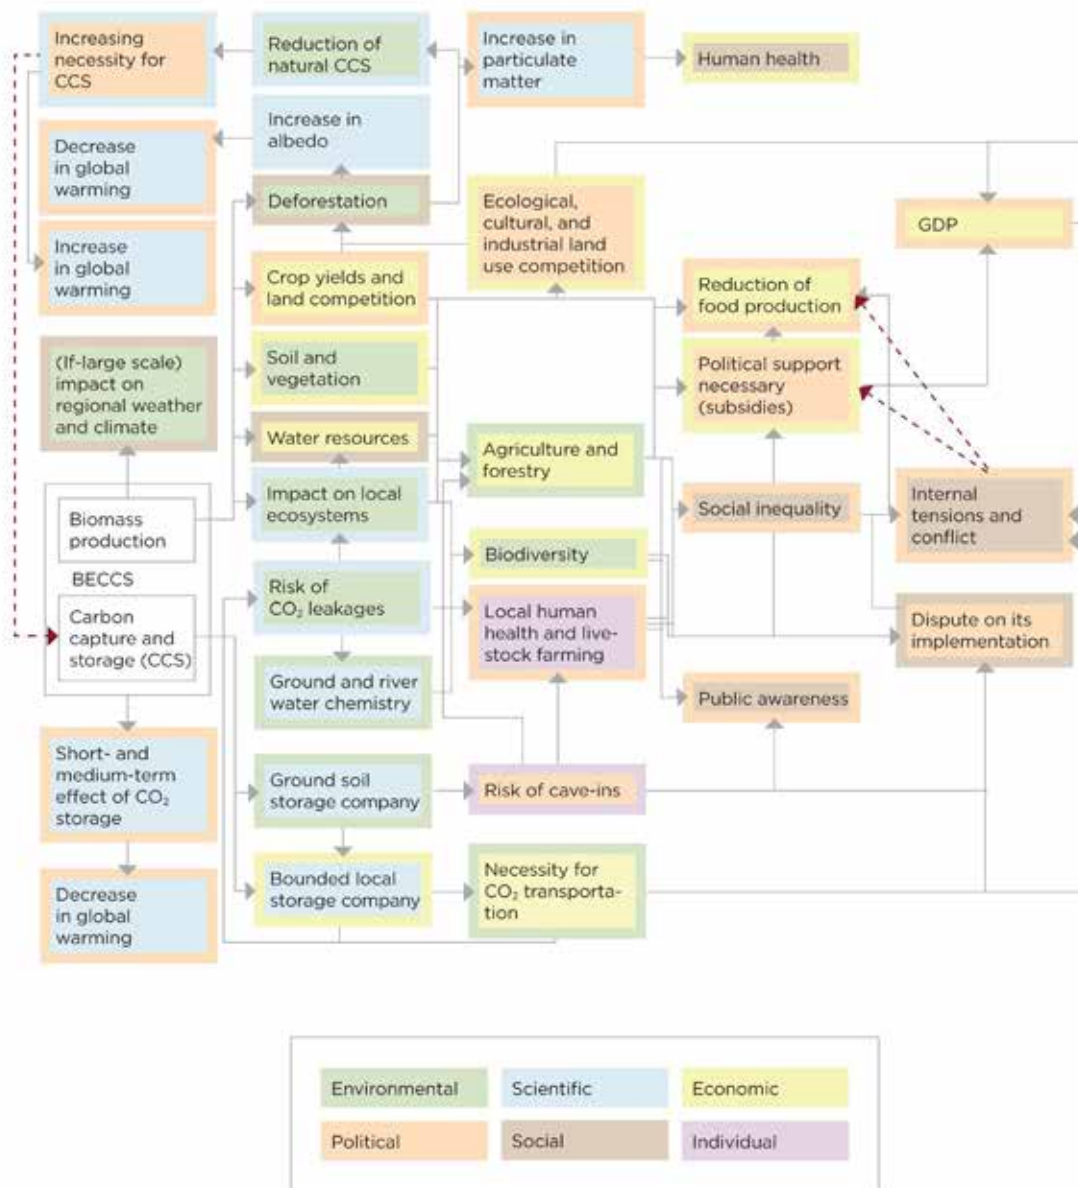 Increasing
necessity for
CCS
Reduction of
natural CCS
Increase in
particulate
matter
Human health
Increase in
albedo
Decrease
in global
warming
Deforestation
Ecological,
cultural, and
industrial land
use competition
GDP
Increase
in global
warming
Crop yields and
land competition
Reduction of
food production
(If-large scale)
impact on
regional weather
and climate
Soil and
vegetation
Political support
necessary
(subsidies)
Water resources
Agriculture and
forestry
Impact on local
ecosystems
Social inequality
Internal
tensions and
conflict
Biomass
production
BECCS
Carbon
capture and
storage (CCS)
Biodiversity
Risk of
CO₂ leakages
Local human
health and live-
stock farming
Dispute on its
implementation
Ground and river
water chemistry
Public awareness
Short- and
medium-term
effect of CO₂
storage
Ground soil
storage company
Risk of cave-ins
Decrease
in global
warming
Bounded local
storage company
Necessity for
CO₂ transporta-
tion
Environmental
Scientific
Economic
Political
Social
Individual